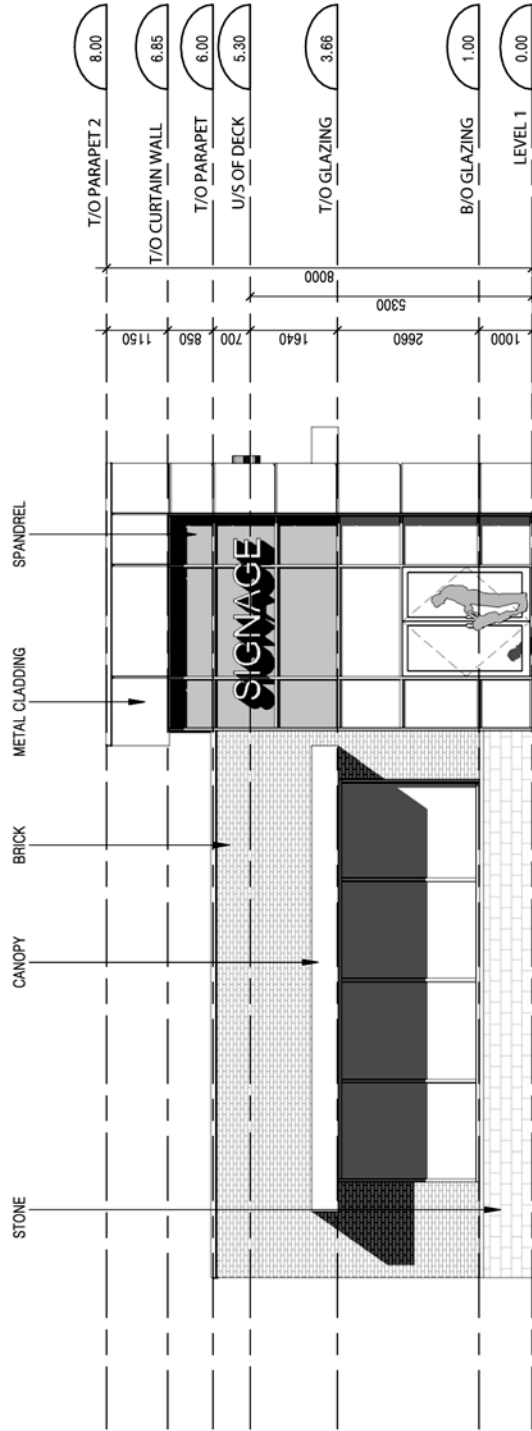 STONE
CANOPY
BRICK
METAL CLADDING
SPANDREL
SIGNAGE
T/O PARAPET 2
8.00
T/O CURTAIN WALL
6.85
T/O PARAPET
6.00
U/S OF DECK
5.30
T/O GLAZING
3.66
B/O GLAZING
1.00
LEVEL 1
0.00
1150
850
700
1640
2660
1000
5300
8000